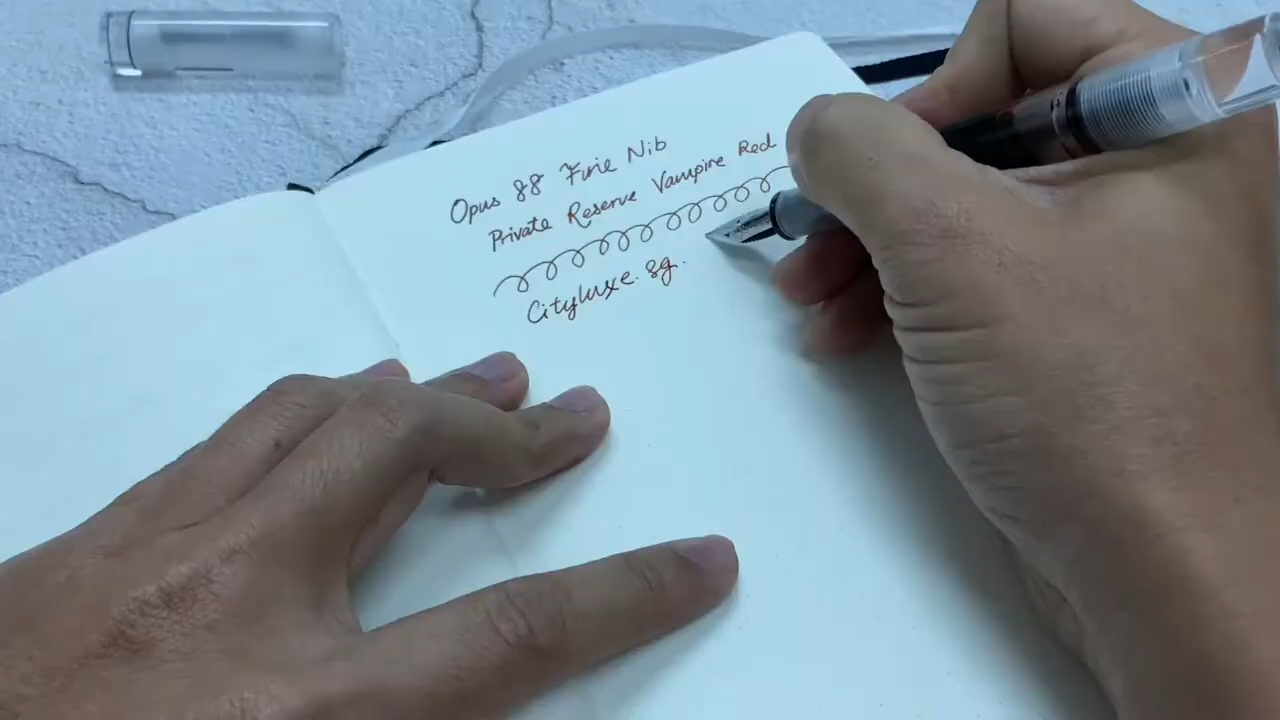 Opus 88 Fine Nib
Private Reserve Vampire Red
Cityluxe.sg.